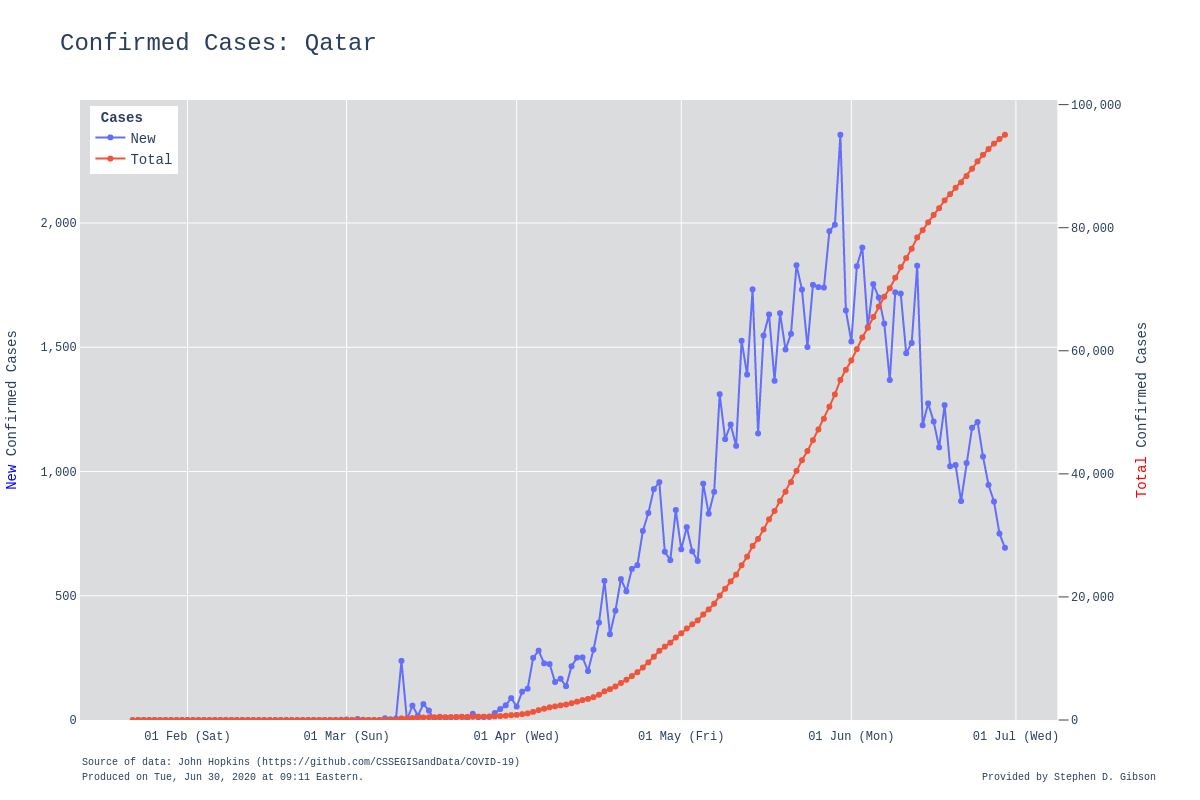 Confirmed Cases: Qatar
Cases
New
Total
2,000
1,500
1,000
500
0
New Confirmed Cases
100,000
80,000
60,000
40,000
20,000
0
Total Confirmed Cases
01 Feb (Sat)
01 Mar (Sun)
01 Apr (Wed)
01 May (Fri)
01 Jun (Mon)
01 Jul (Wed)
Source of data: John Hopkins (https://github.com/CSSEGISandData/COVID-19)
Produced on Tue, Jun 30, 2020 at 09:11 Eastern.
Provided by Stephen D. Gibson